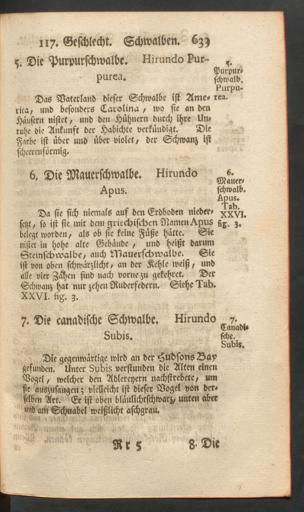 117. Geschlecht. Schwalben. 639
5. Die Purpurschwalbe. Hirundo Pur-
purea.
5.
Purpur-
schwalb.
Purpu-
rea.
Das Vaterland dieser Schwalbe ist Ame-
rica, und besonders Carolina, wo sie an den
Häusern nistet, und den Hühnern durch ihre Un-
ruhe die Ankunft der Habichte verkündigt. Die
Farbe ist über und über violet, der Schwanz ist
scheerenförmig.
6. Die Mauerschwalbe. Hirundo
Apus.
6.
Mauer-
schwalb.
Apus.
Tab.
XXVI.
fig. 3.
Da sie sich niemals auf den Erdboden nieder-
setzt, so ist sie mit dem griechischen Namen Apus
belegt worden, als ob sie keine Füße hätte. Sie
nistet in hohe alte Gebäude, und heißt darum
Steinschwalbe, auch Mauerschwalbe. Sie
ist von oben schwärzlich, an der Kehle weiß, und
alle vier Zähen sind nach vorne zu gekehret. Der
Schwanz hat nur zehen Ruderfedern. Siehe Tab.
XXVI. fig. 3.
7. Die canadische Schwalbe. Hirundo
Subis.
7.
Canadi-
sche.
Subis.
Die gegenwärtige wird an der Hudsons Bay
gefunden. Unter Subis verstunden die Alten einen
Vogel, welcher den Adlereyern nachstrebete, um
sie auszusaugen; vielleicht ist dieser Vogel von der-
selben Art. Er ist oben bläulichtschwarz, unten aber
und am Schnabel weißlicht aschgrau.
Rr 5 8. Die